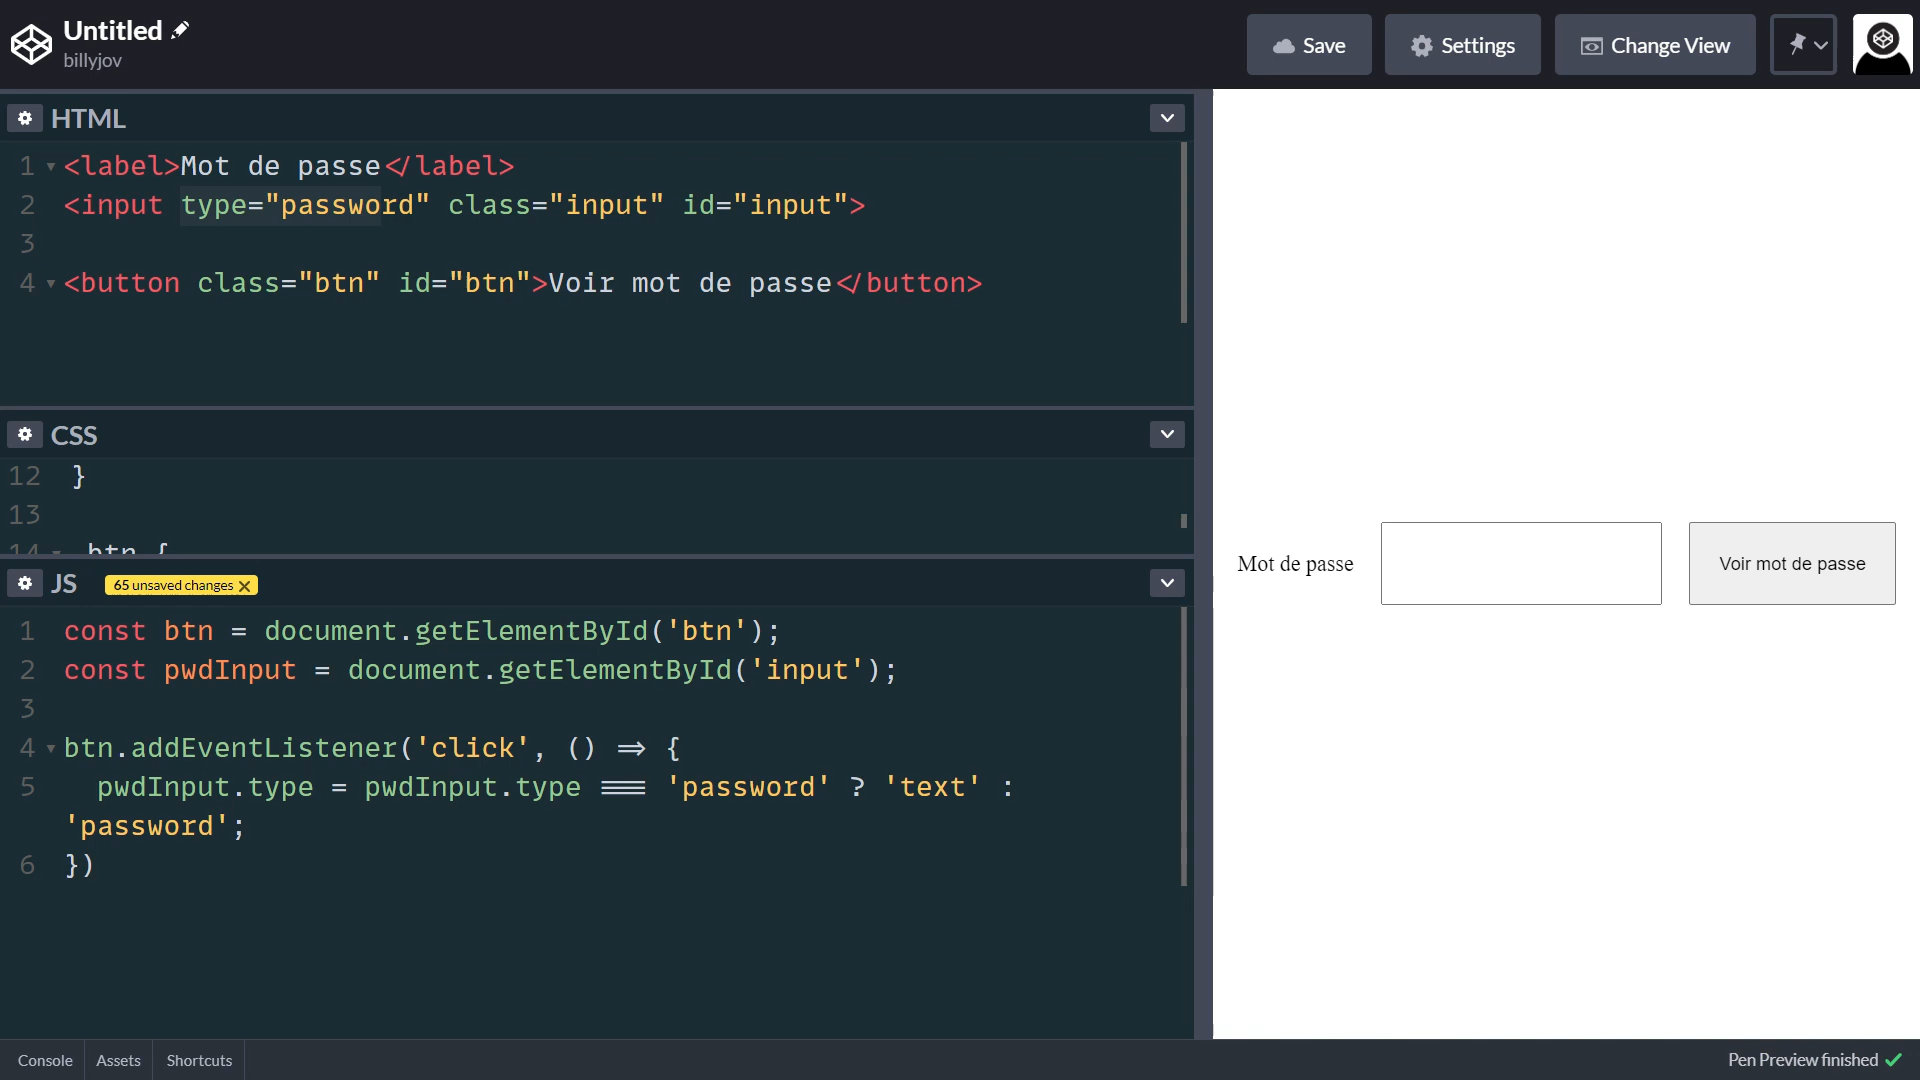 Untitled
billyjov
Save
Settings
Change View
HTML
1 <label>Mot de passe</label>
2 <input type="password" class="input" id="input">
3
4 <button class="btn" id="btn">Voir mot de passe</button>
CSS
12 }
13
14 .btn {
JS 65 unsaved changes
1 const btn = document.getElementById('btn');
2 const pwdInput = document.getElementById('input');
3
4 btn.addEventListener('click', () => {
5 pwdInput.type = pwdInput.type === 'password' ? 'text' :
'password';
6 })
Mot de passe
Voir mot de passe
Console
Assets
Shortcuts
Pen Preview finished